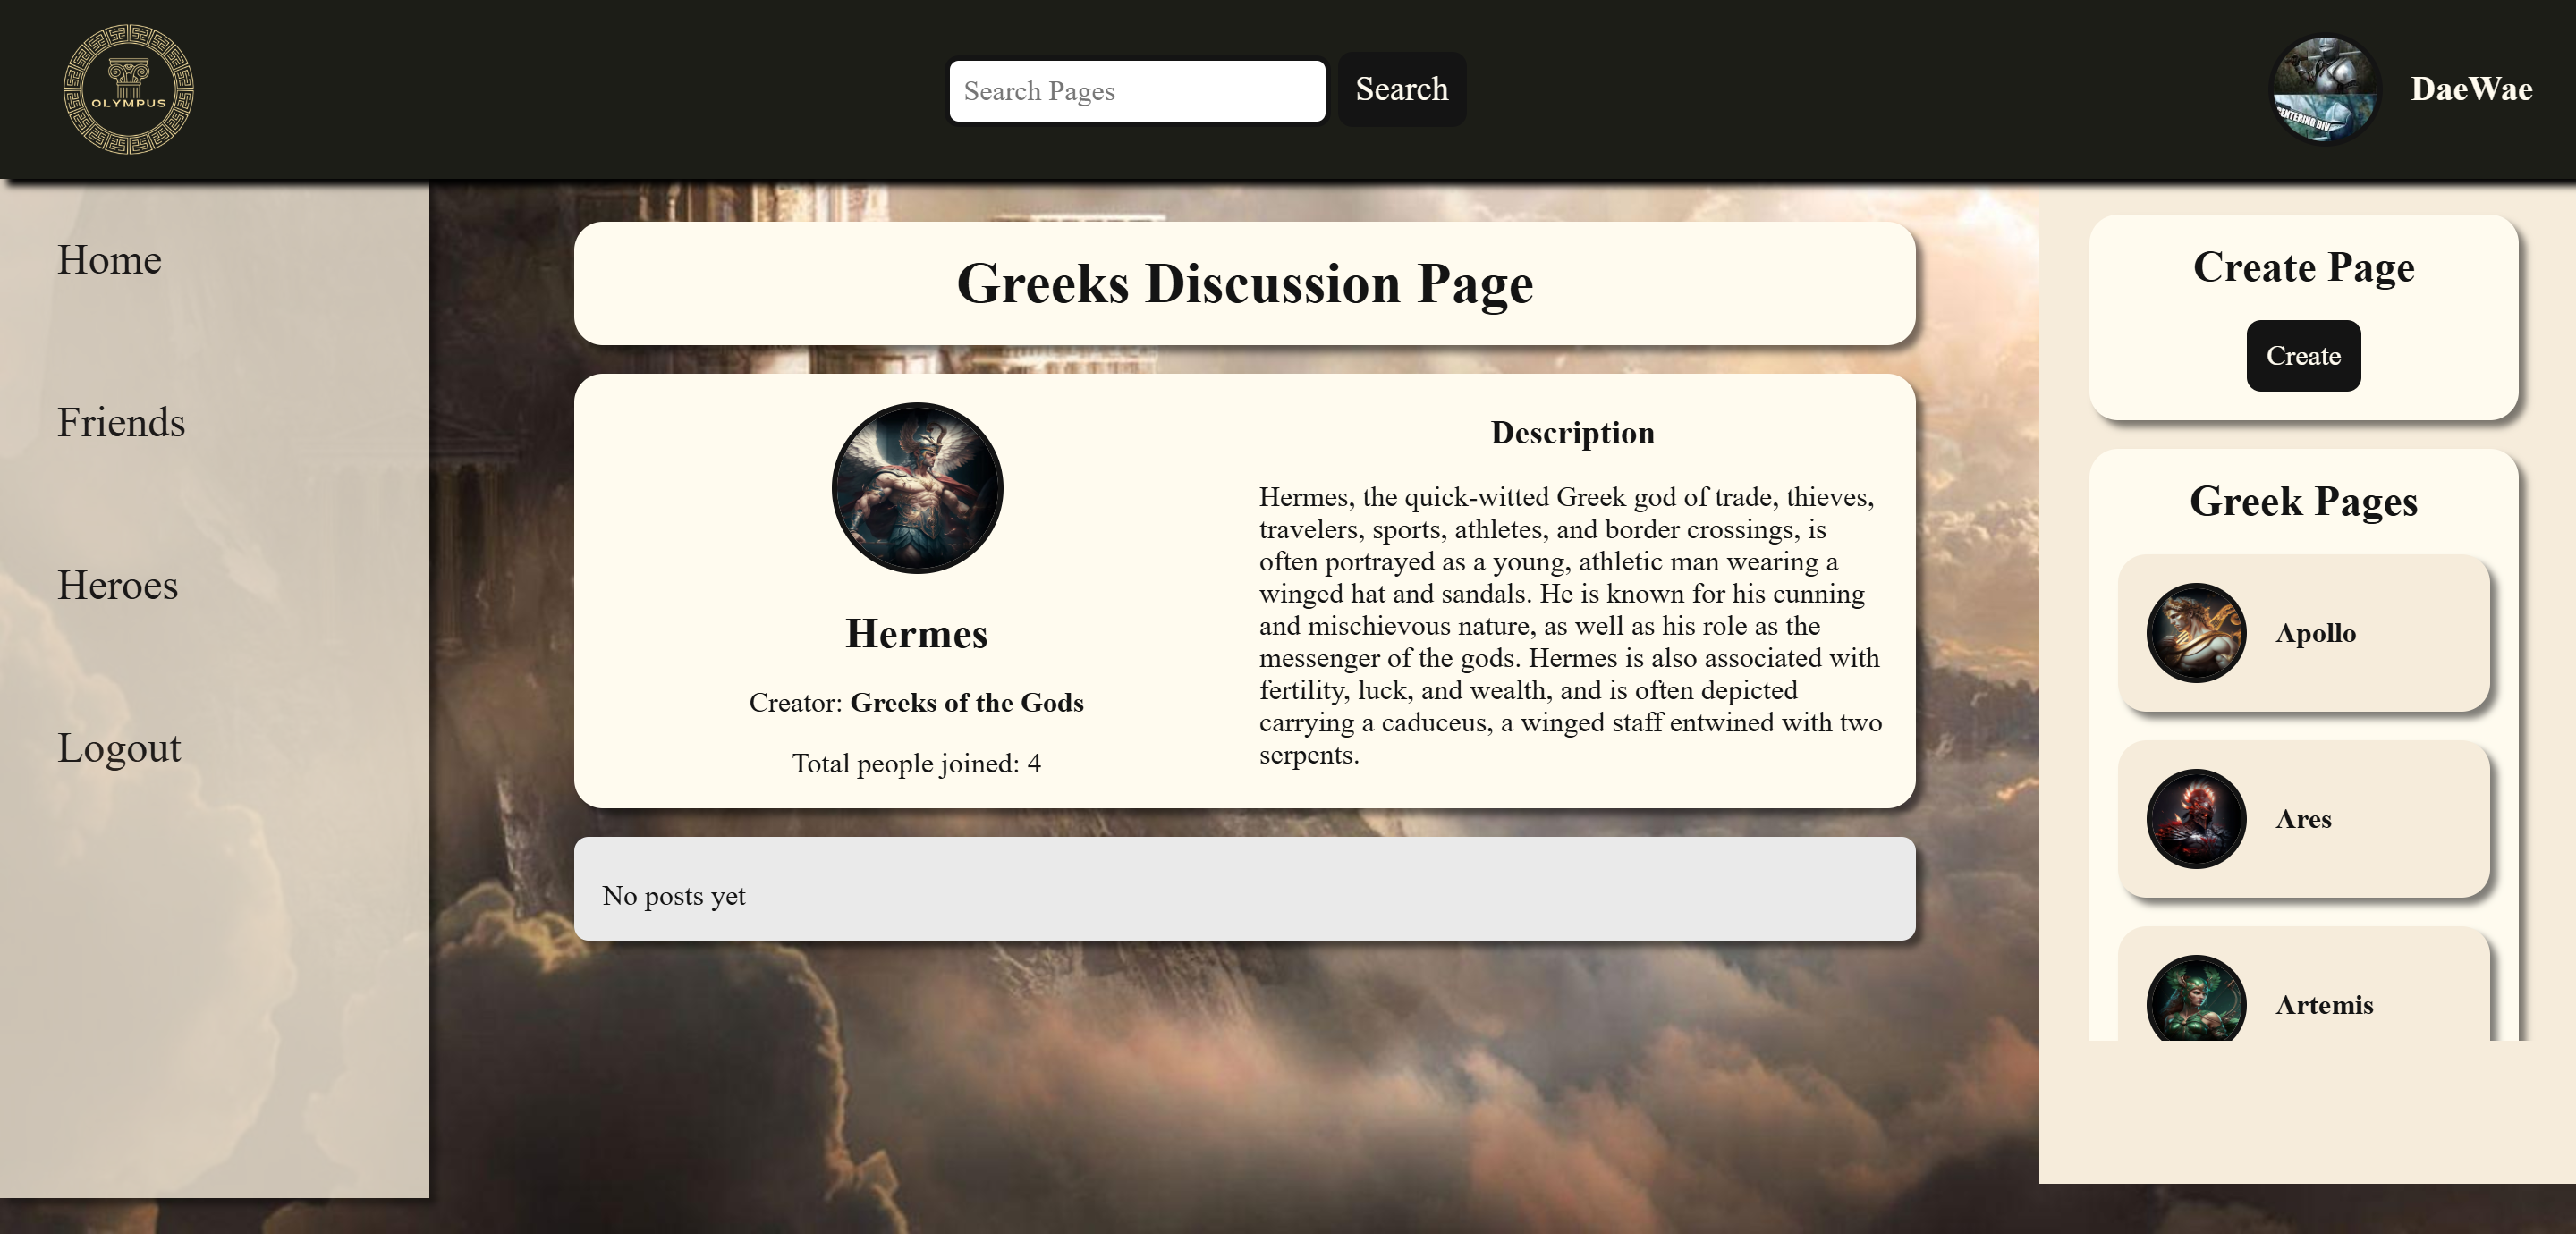 OLYMPUS
Search Pages
Search
ENTERING DIV
DaeWae
Home
Friends
Heroes
Logout
Greeks Discussion Page
Hermes
Creator: Greeks of the Gods
Total people joined: 4
Description
Hermes, the quick-witted Greek god of trade, thieves,
travelers, sports, athletes, and border crossings, is
often portrayed as a young, athletic man wearing a
winged hat and sandals. He is known for his cunning
and mischievous nature, as well as his role as the
messenger of the gods. Hermes is also associated with
fertility, luck, and wealth, and is often depicted
carrying a caduceus, a winged staff entwined with two
serpents.
No posts yet
Create Page
Create
Greek Pages
Apollo
Ares
Artemis